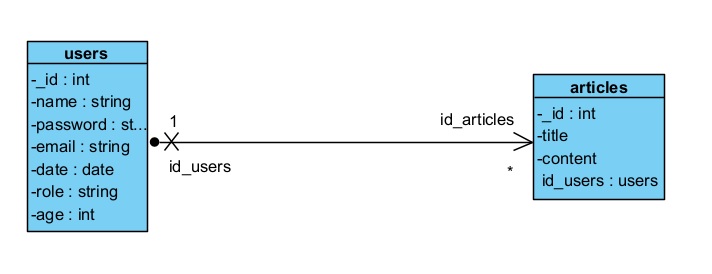 users
-_id : int
-name : string
-password : st...
-email : string
-date : date
-role : string
-age : int
1
id_users
id_articles
*
articles
-_id : int
-title
-content
id_users : users